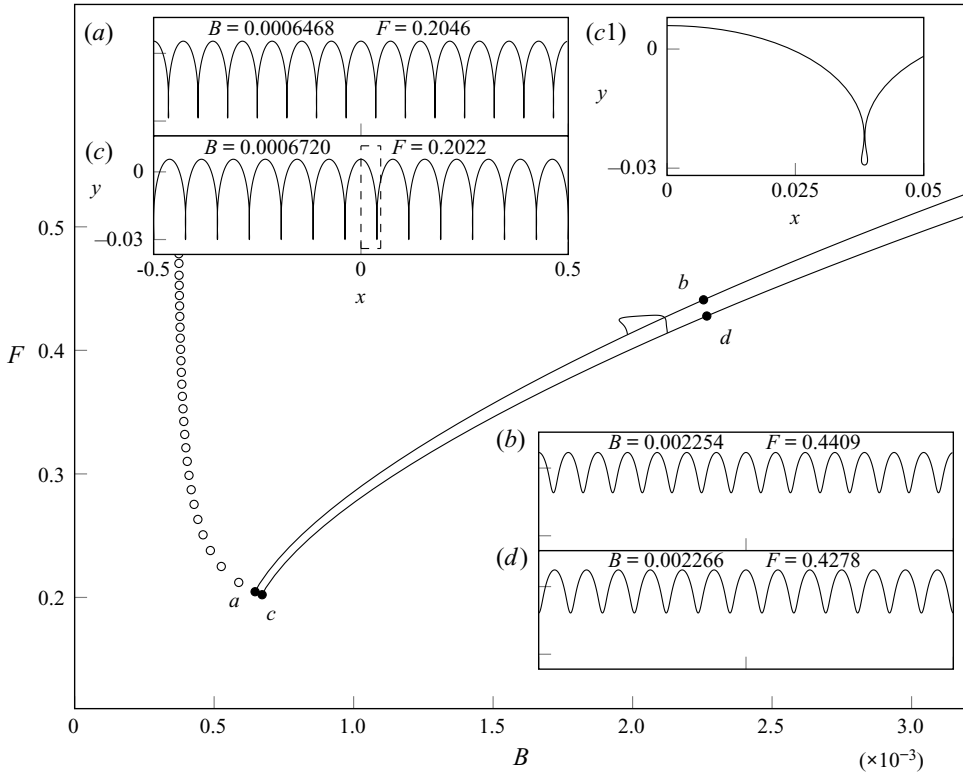 (a)
B = 0.0006468
F = 0.2046
(c)
B = 0.0006720
F = 0.2022
0
y
−0.03
-0.5
0
0.5
x
(c1)
0
y
−0.03
0
0.025
0.05
x
0.5
0.4
F
0.3
0.2
b
d
a
c
(b)
B = 0.002254
F = 0.4409
(d)
B = 0.002266
F = 0.4278
0
0.5
1.0
1.5
2.0
2.5
3.0
B
(×10⁻³)